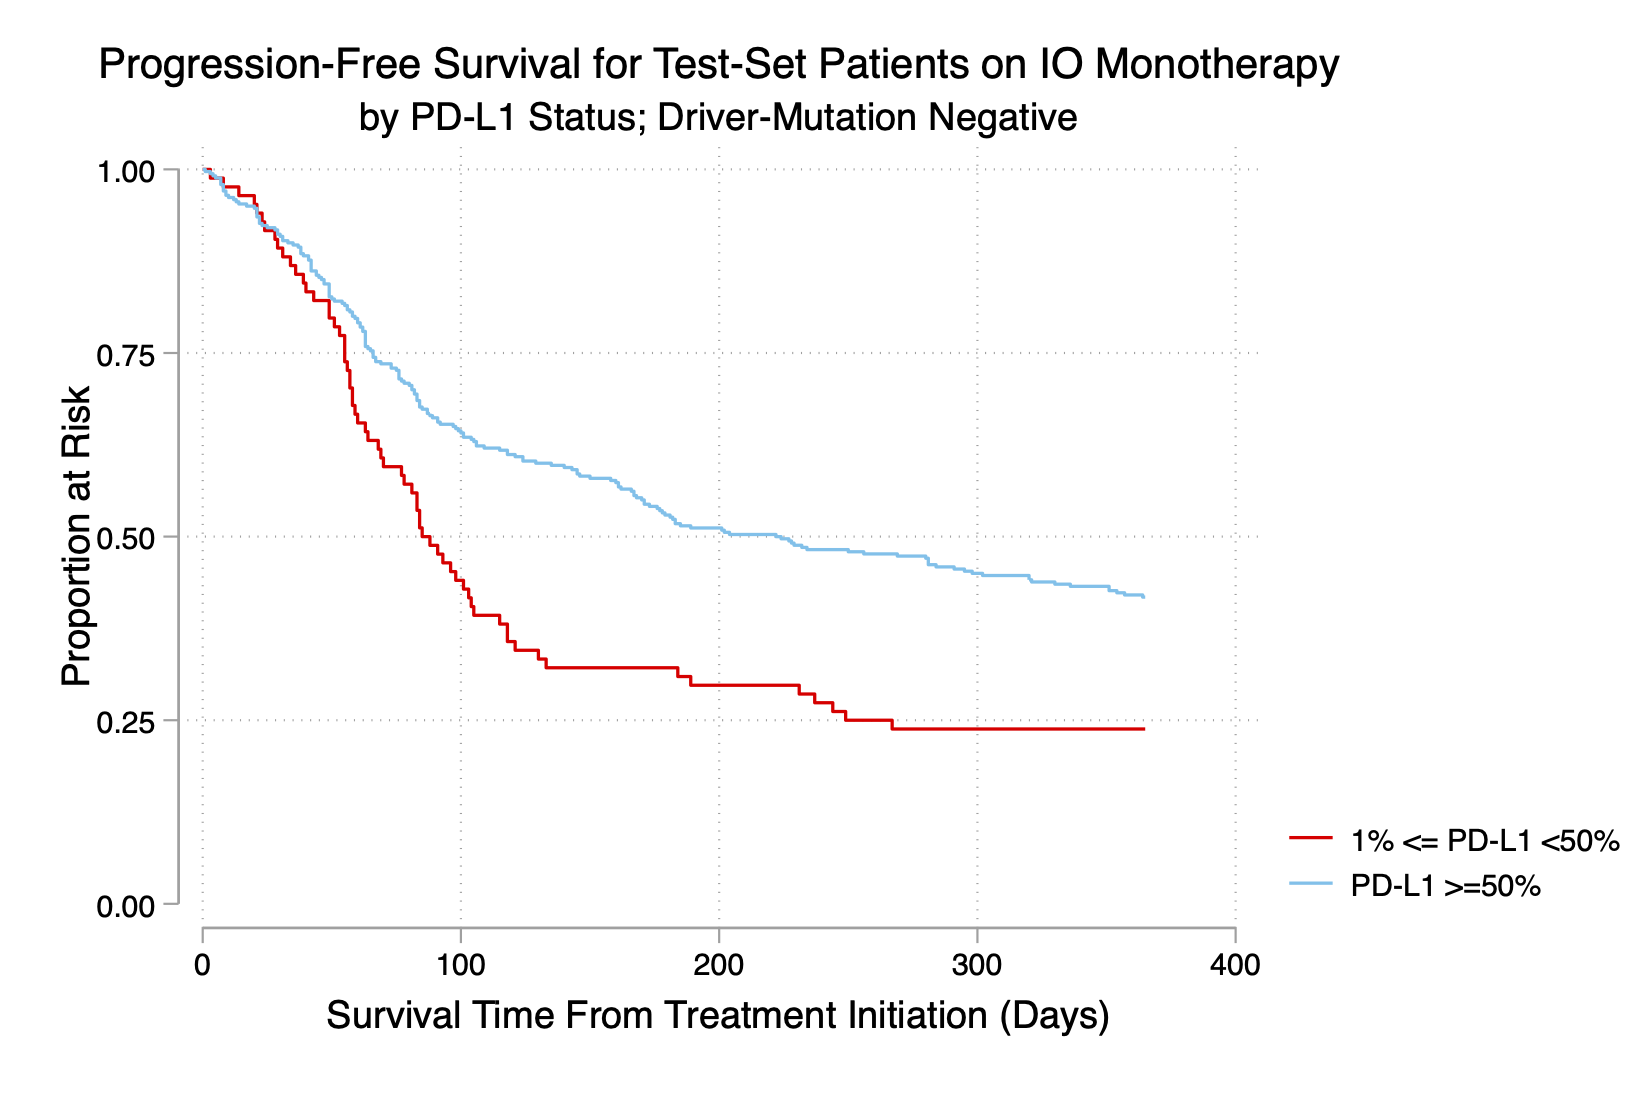 Progression-Free Survival for Test-Set Patients on IO Monotherapy
by PD-L1 Status; Driver-Mutation Negative
Proportion at Risk
1.00
0.75
0.50
0.25
0.00
0 100 200 300 400
Survival Time From Treatment Initiation (Days)
1% <= PD-L1 <50%
PD-L1 >=50%